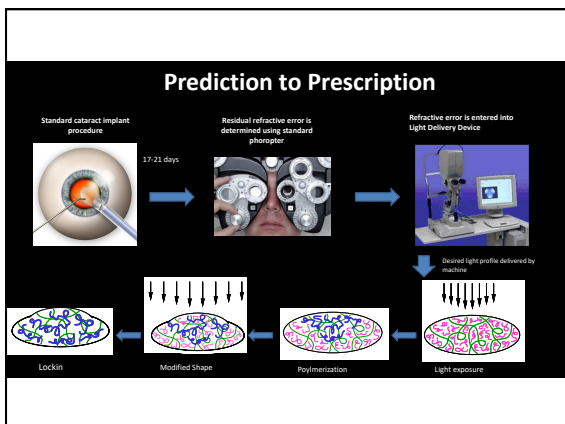 Prediction to Prescription
Standard cataract implant
procedure
Residual refractive error is
determined using standard
phoropter
Refractive error is entered into
Light Delivery Device
17-21 days
Desired light profile delivered by
machine
Lockin
Modified Shape
Poylmerization
Light exposure